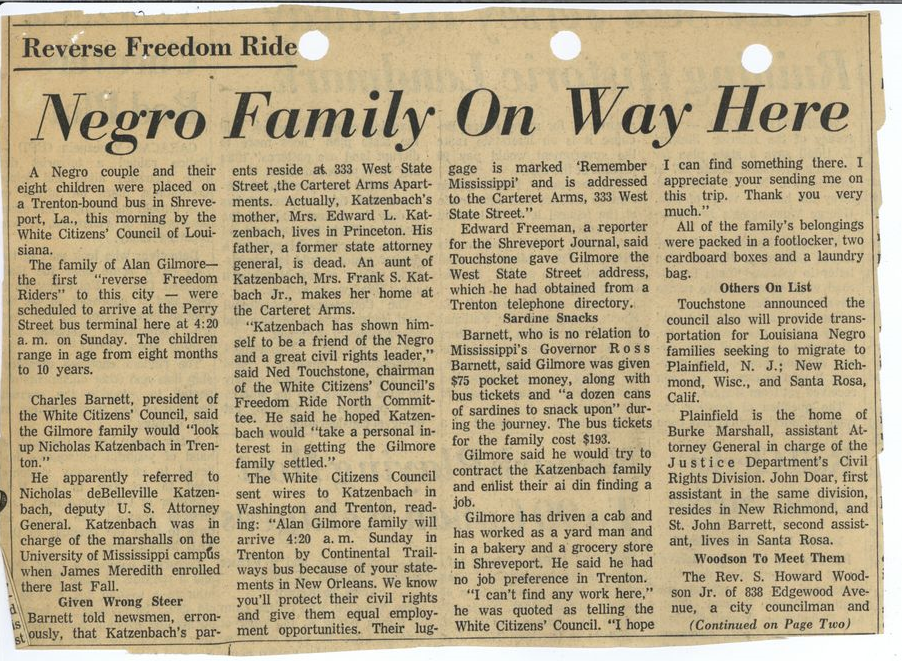 Reverse Freedom Ride
Negro Family On Way Here
A Negro couple and their
eight children were placed on
a Trenton-bound bus in Shreve-
port, La., this morning by the
White Citizens' Council of Loui-
siana.
The family of Alan Gilmore—
the first "reverse Freedom
Riders" to this city — were
scheduled to arrive at the Perry
Street bus terminal here at 4:20
a.m. on Sunday. The children
range in age from eight months
to 10 years.
Charles Barnett, president of
the White Citizens' Council, said
the Gilmore family would "look
up Nicholas Katzenbach in Tren-
ton."
He apparently referred to
Nicholas deBelleville Katzen-
bach, deputy U. S. Attorney
General. Katzenbach was in
charge of the marshalls on the
University of Mississippi campus
when James Meredith enrolled
there last Fall.
Given Wrong Steer
Barnett told newsmen, erron-
ously, that Katzenbach's par-
ents reside at 333 West State
Street ,the Carteret Arms Apart-
ments. Actually, Katzenbach's
mother, Mrs. Edward L. Kat-
zenbach, lives in Princeton. His
father, a former state attorney
general, is dead. An aunt of
Katzenbach, Mrs. Frank S. Kat-
bach Jr., makes her home at
the Carteret Arms.
"Katzenbach has shown him-
self to be a friend of the Negro
and a great civil rights leader,"
said Ned Touchstone, chairman
of the White Citizens' Council's
Freedom Ride North Commit-
tee. He said he hoped Katzen-
bach would "take a personal in-
terest in getting the Gilmore
family settled."
The White Citizens Council
sent wires to Katzenbach in
Washington and Trenton, read-
ing: "Alan Gilmore family will
arrive 4:20 a.m. Sunday in
Trenton by Continental Trail-
ways bus because of your state-
ments in New Orleans. We know
you'll protect their civil rights
and give them equal employ-
ment opportunities. Their lug-
gage is marked 'Remember
Mississippi' and is addressed
to the Carteret Arms, 333 West
State Street."
Edward Freeman, a reporter
for the Shreveport Journal, said
Touchstone gave Gilmore the
West State Street address,
which he had obtained from a
Trenton telephone directory.
Sardine Snacks
Barnett, who is no relation to
Mississippi's Governor Ross
Barnett, said Gilmore was given
$75 pocket money, along with
bus tickets and "a dozen cans
of sardines to snack upon" dur-
ing the journey. The bus tickets
for the family cost $193.
Gilmore said he would try to
contract the Katzenbach family
and enlist their ai din finding a
job.
Gilmore has driven a cab and
has worked as a yard man and
in a bakery and a grocery store
in Shreveport. He said he had
no job preference in Trenton.
"I can't find any work here,"
he was quoted as telling the
White Citizens' Council. "I hope
I can find something there. I
appreciate your sending me on
this trip. Thank you very
much."
All of the family's belongings
were packed in a footlocker, two
cardboard boxes and a laundry
bag.
Others On List
Touchstone announced the
council also will provide trans-
portation for Louisiana Negro
families seeking to migrate to
Plainfield, N. J.; New Rich-
mond, Wisc., and Santa Rosa,
Calif.
Plainfield is the home of
Burke Marshall, assistant At-
torney General in charge of the
Justice Department's Civil
Rights Division. John Doar, first
assistant in the same division,
resides in New Richmond, and
St. John Barrett, second assist-
ant, lives in Santa Rosa.
Woodson To Meet Them
The Rev. S. Howard Wood-
son Jr. of 838 Edgewood Ave-
nue, a city councilman and
(Continued on Page Two)